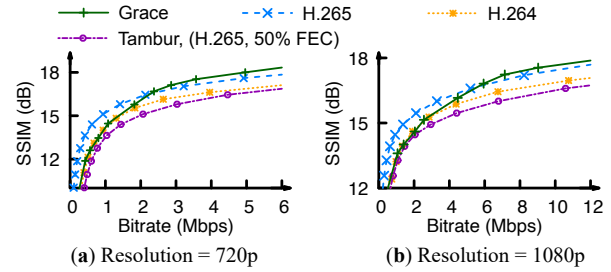 Grace H.265 H.264
Tambur, (H.265, 50% FEC)
SSIM (dB)
18
15
12
0 1 2 3 4 5 6
Bitrate (Mbps)
(a) Resolution = 720p
SSIM (dB)
18
16
14
12
0 2 4 6 8 10 12
Bitrate (Mbps)
(b) Resolution = 1080p